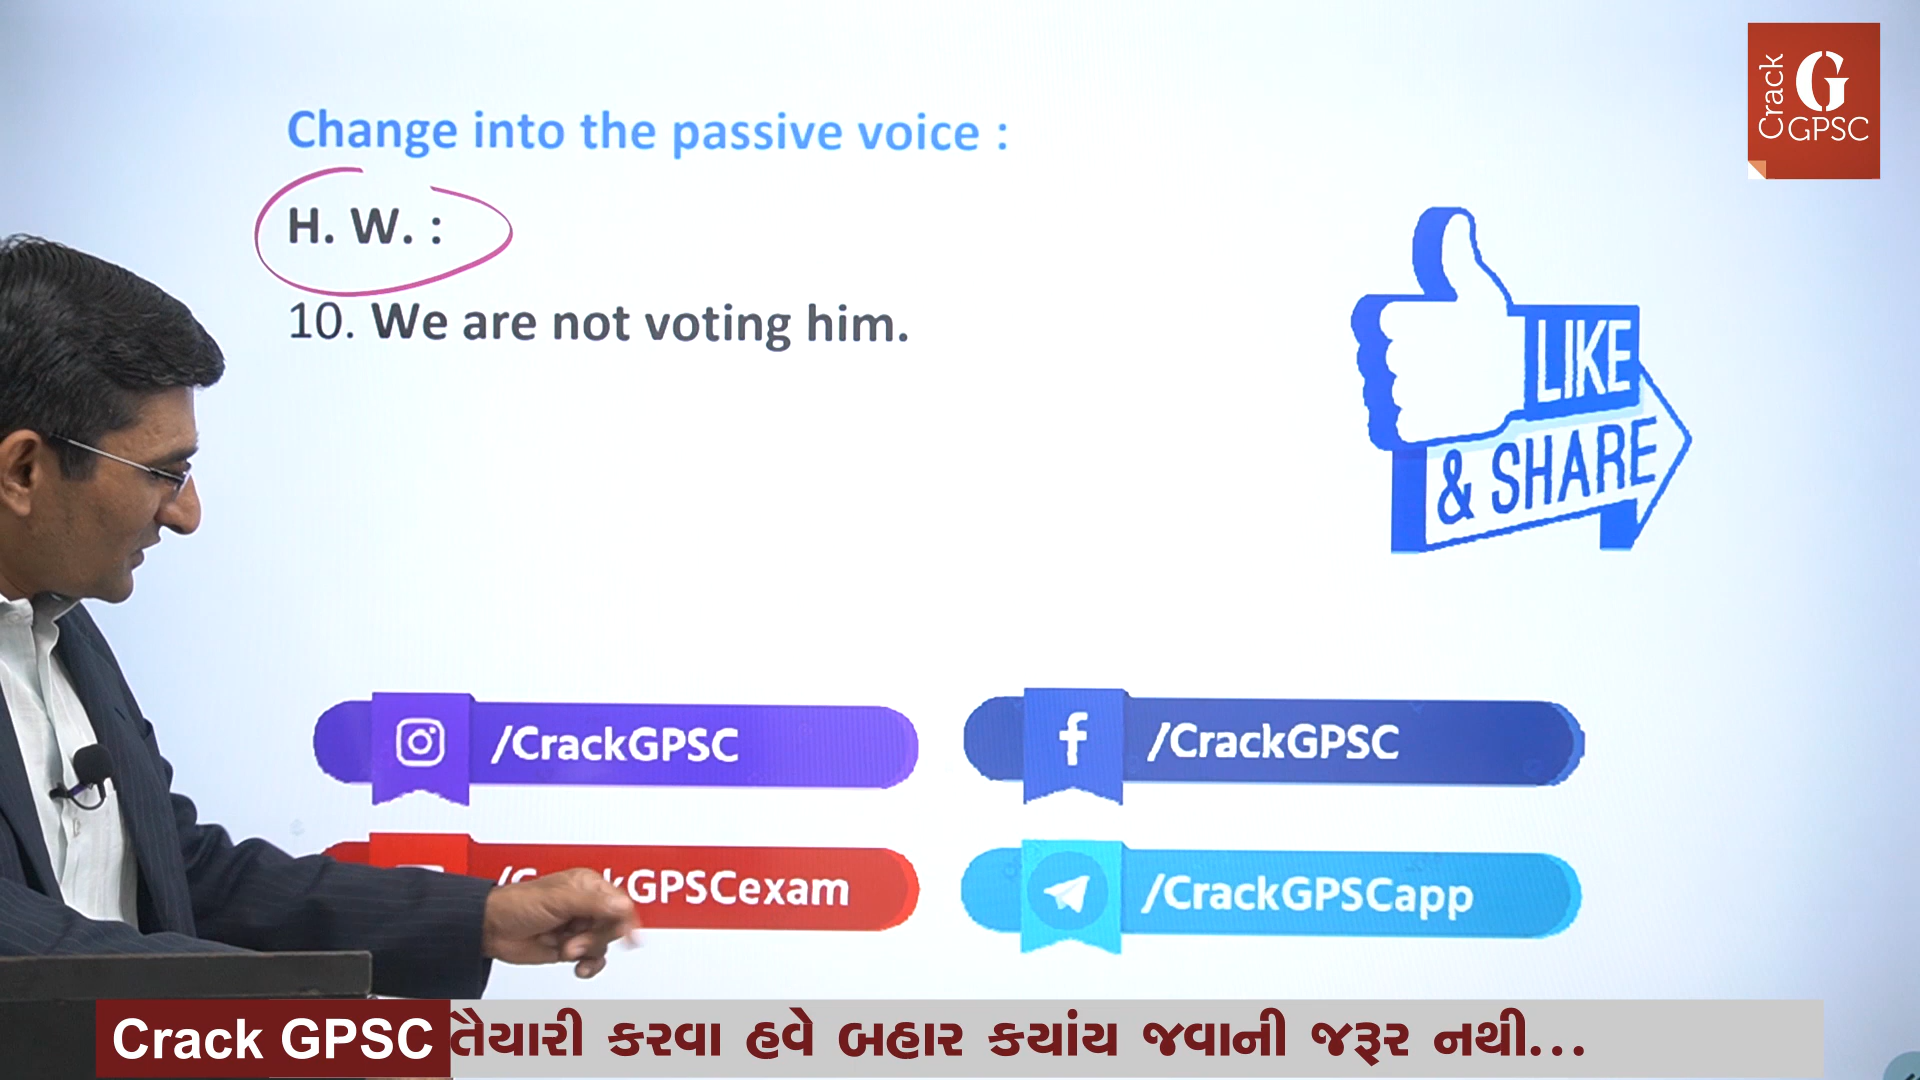 Crack
G
GPSC
Change into the passive voice :
H. W. :
10. We are not voting him.
LIKE
& SHARE
/CrackGPSC
/CrackGPSC
GPSCexam
/CrackGPSCapp
Crack GPSC તૈયારી કરવા હવે બહાર કયાંય જવાની જરૂર નથી...